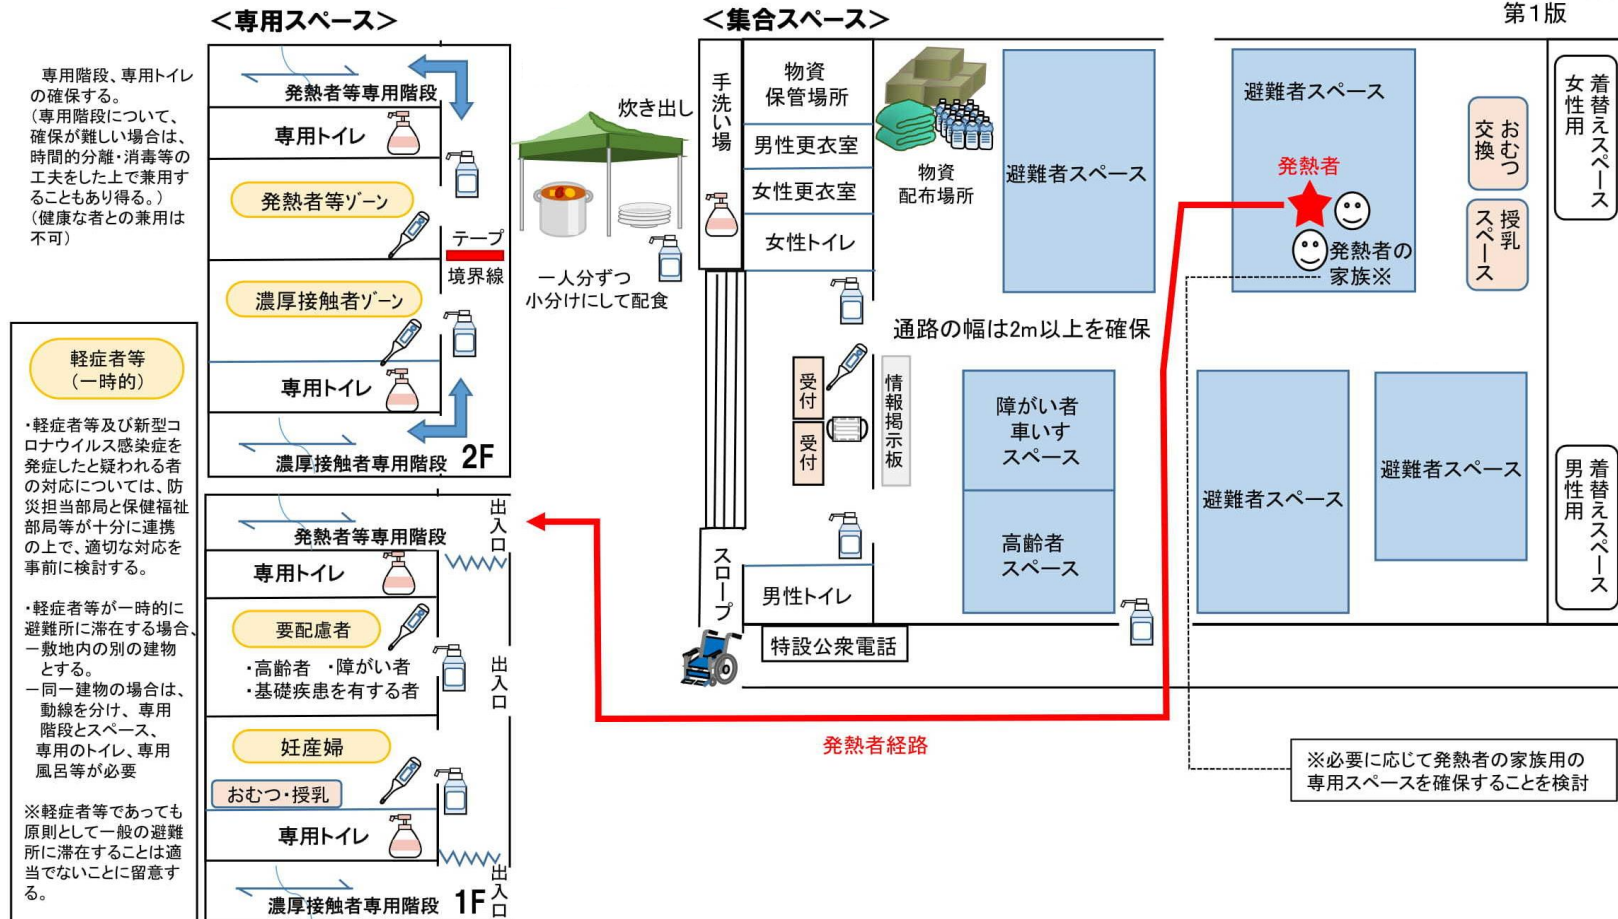 <専用スペース>
<集合スペース>
第1版
専用階段、専用トイレ
の確保する。
(専用階段について、
確保が難しい場合は、
時間的分離・消毒等の
工夫をした上で兼用す
ることもあり得る。)
(健康な者との兼用は
不可)
軽症者等
(一時的)
・軽症者等及び新型コ
ロナウイルス感染症を
発症したと疑われる者
の対応については、防
災担当部局と保健福祉
部局等が十分に連携
の上で、適切な対応を
事前に検討する。
・軽症者等が一時的に
避難所に滞在する場合、
ー敷地内の別の建物
とする。
ー同一建物の場合は、
動線を分け、専用
階段とスペース、
専用のトイレ、専用
風呂等が必要
※軽症者等であっても
原則として一般の避難
所に滞在することは適
当でないことに留意す
る。
発熱者等専用階段
専用トイレ
発熱者等ゾーン
テープ
境界線
濃厚接触者ゾーン
専用トイレ
濃厚接触者専用階段
2F
発熱者等専用階段
出入口
専用トイレ
要配慮者
・高齢者 ・障がい者
・基礎疾患を有する者
出入口
妊産婦
おむつ・授乳
専用トイレ
濃厚接触者専用階段
1F
出入口
炊き出し
一人分ずつ
小分けにして配食
手洗い場
物資
保管場所
男性更衣室
女性更衣室
女性トイレ
物資
配布場所
避難者スペース
避難者スペース
発熱者
発熱者の
家族※
おむつ
交換
授乳
スペース
着替えスペース
女性用
通路の幅は2m以上を確保
受付
受付
情報掲示板
障がい者
車いす
スペース
高齢者
スペース
避難者スペース
避難者スペース
着替えスペース
男性用
スロープ
男性トイレ
特設公衆電話
発熱者経路
※必要に応じて発熱者の家族用の
専用スペースを確保することを検討